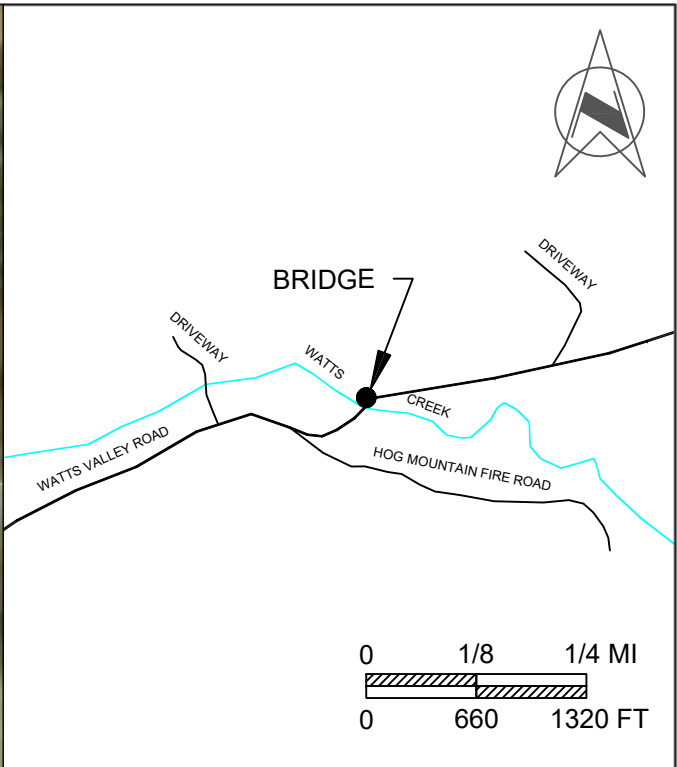 N
DRIVEWAY
BRIDGE
DRIVEWAY
WATTS
CREEK
WATTS VALLEY ROAD
HOG MOUNTAIN FIRE ROAD
0 1/8 1/4 MI
0 660 1320 FT